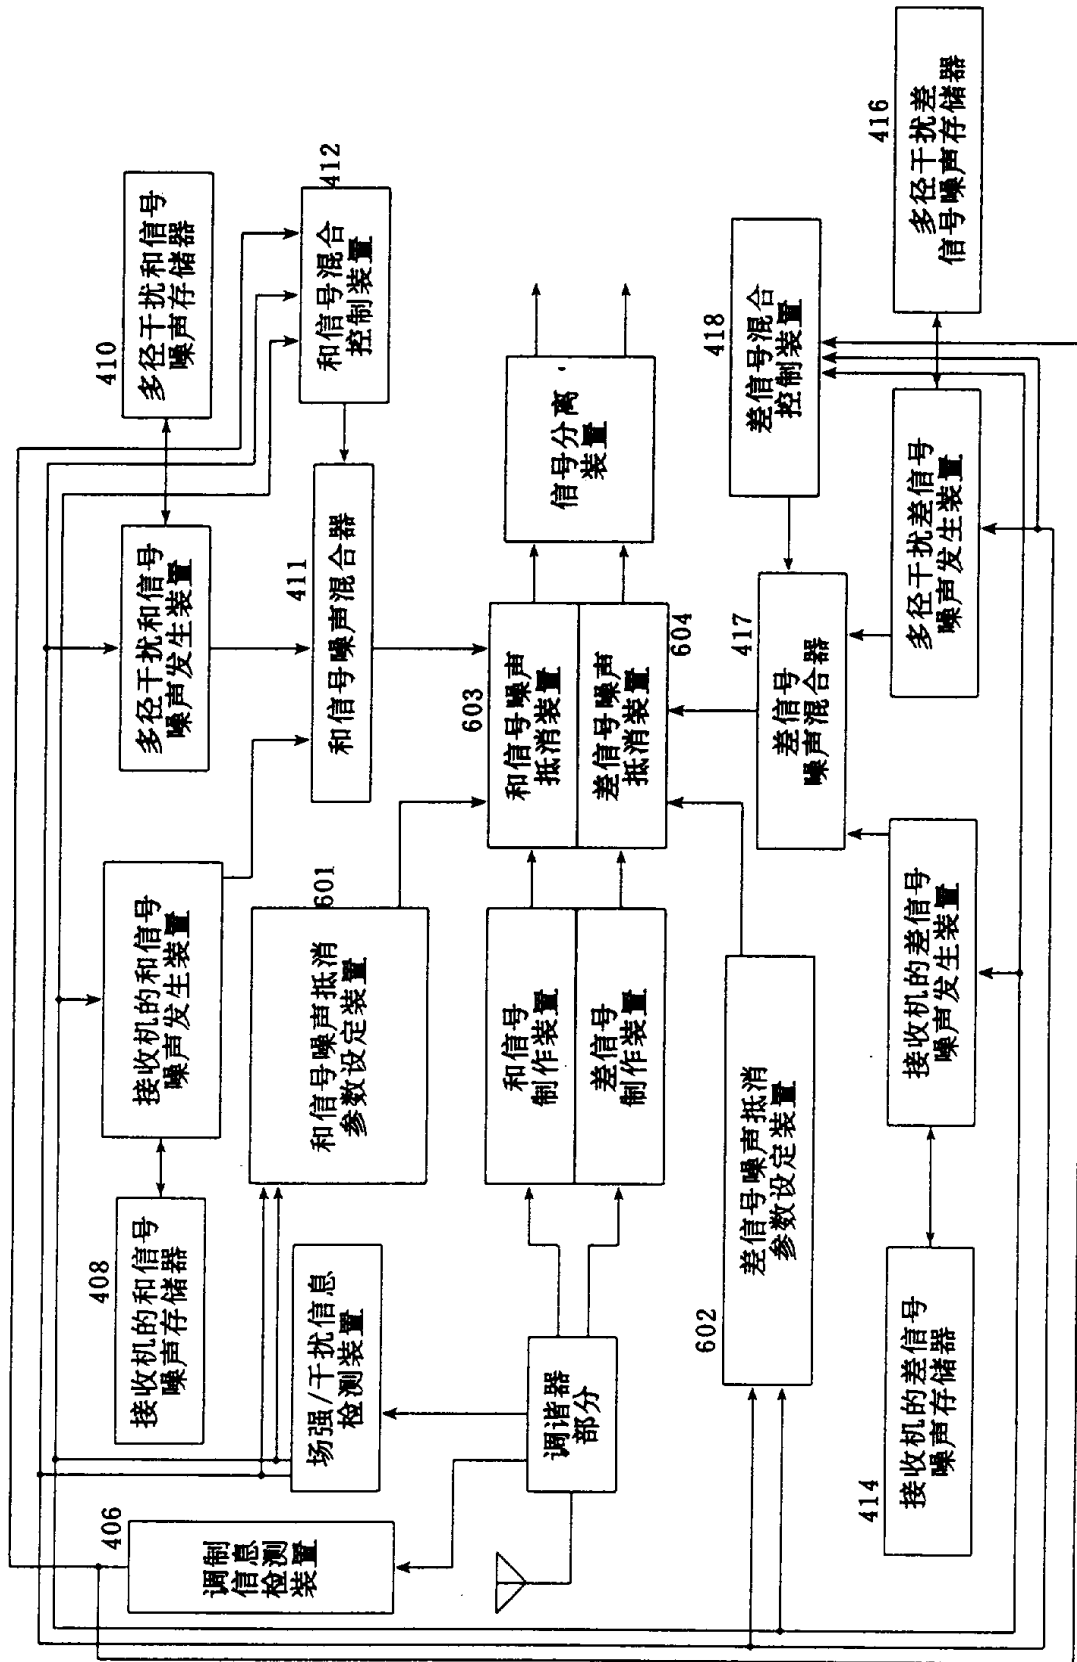 406
调制
信息
检测
装置
408
接收机的和信号
噪声存储器
接收机的和信号
噪声发生装置
多径干扰和信号
噪声发生装置
410
多径干扰和信号
噪声存储器
场强/干扰信息
检测装置
601
和信号噪声抵消
参数设定装置
411
和信号噪声混合器
412
和信号混合
控制装置
调谐器
部分
和信号
制作装置
差信号
制作装置
603
和信号噪声
抵消装置
差信号噪声
抵消装置
604
信号分离
装置
602
差信号噪声抵消
参数设定装置
417
差信号
噪声混合器
418
差信号混合
控制装置
414
接收机的差信号
噪声存储器
接收机的差信号
噪声发生装置
多径干扰差信号
噪声发生装置
416
多径干扰差
信号噪声存储器